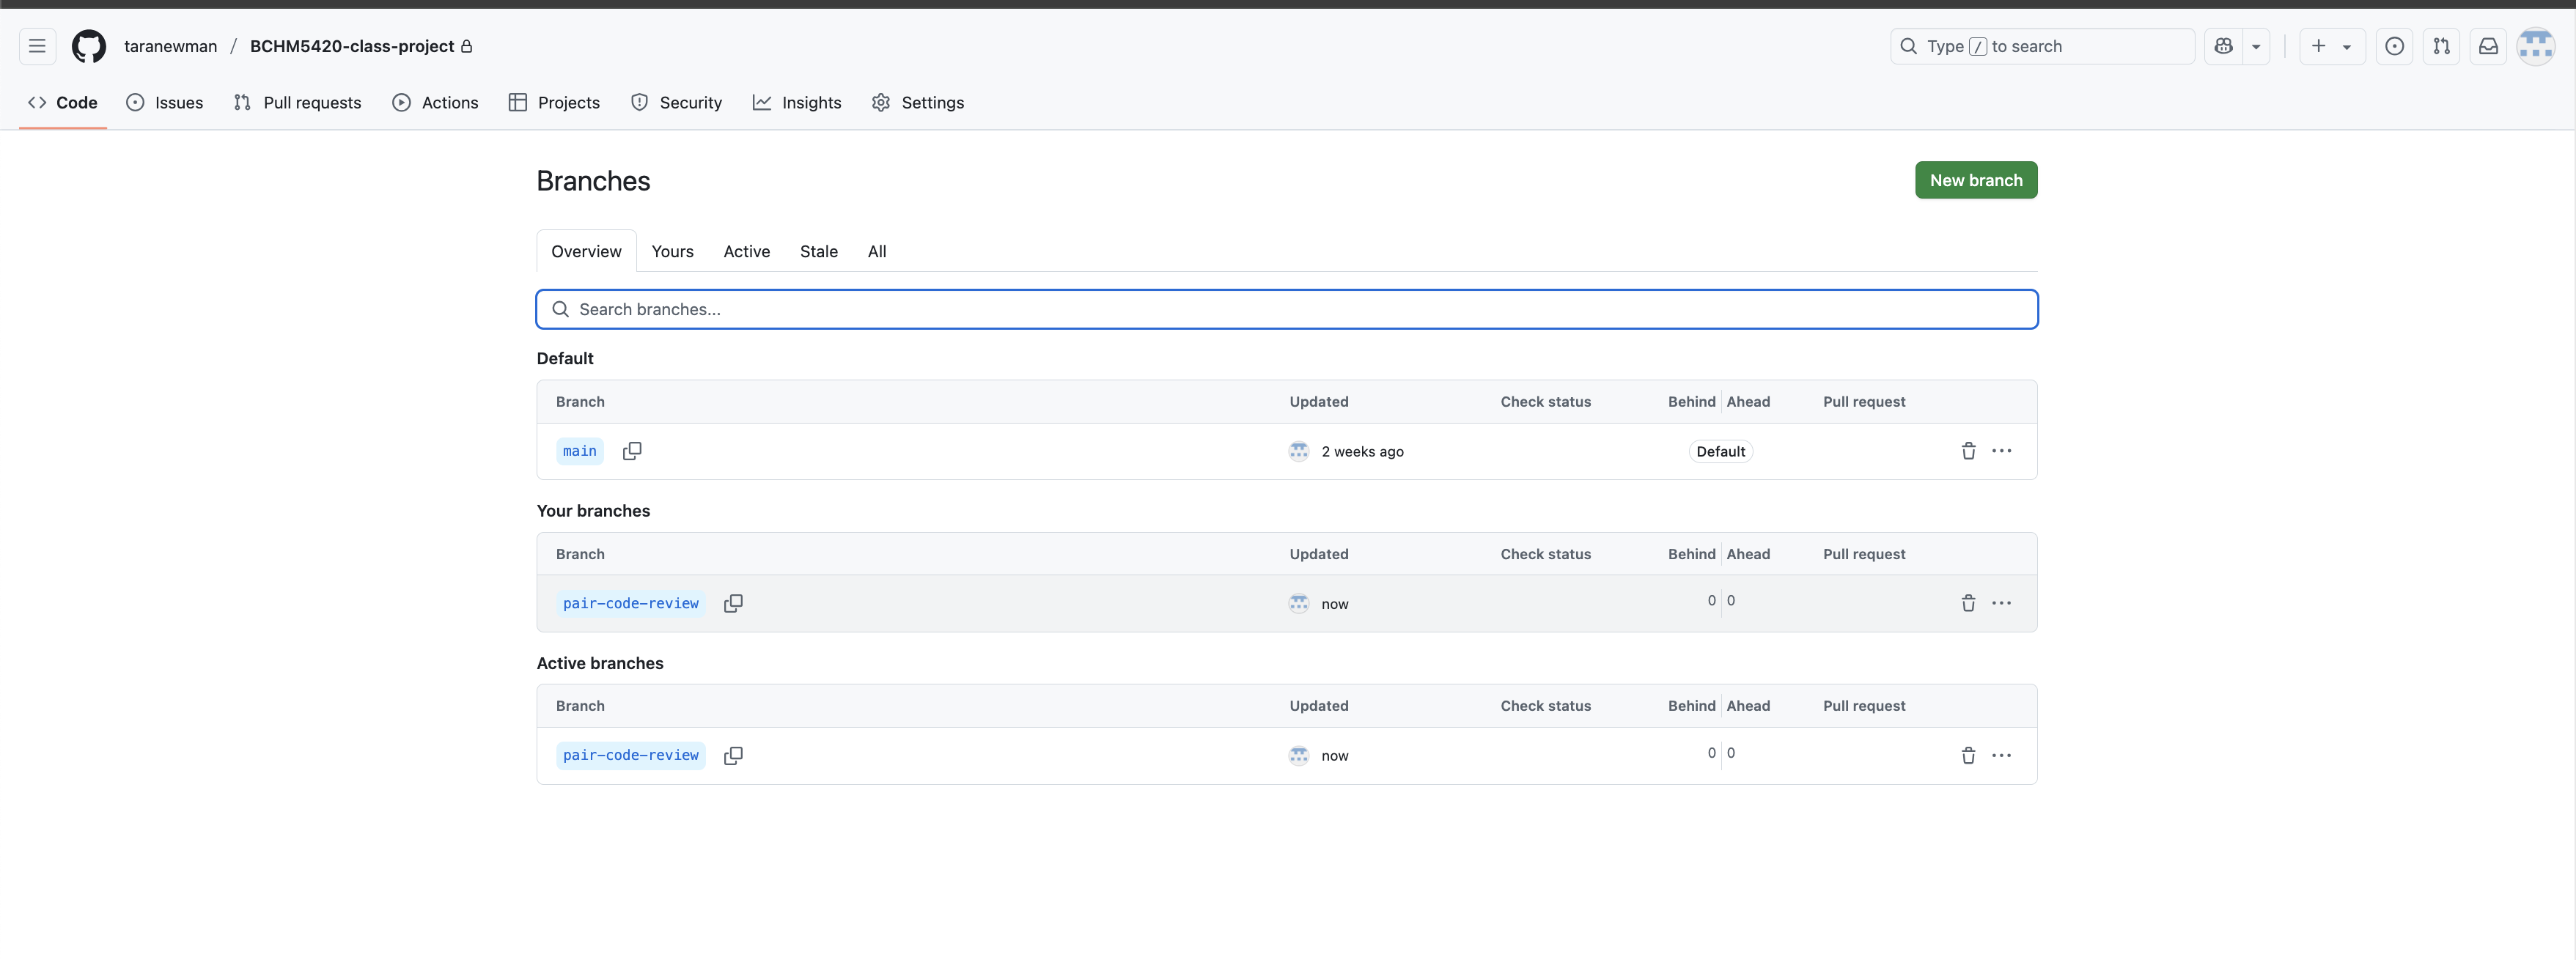 taranewman / BCHM5420-class-project
Type / to search
Code Issues Pull requests Actions Projects Security Insights Settings
Branches
New branch
Overview Yours Active Stale All
Search branches...
Default
Branch Updated Check status Behind Ahead Pull request
main 2 weeks ago Default
Your branches
Branch Updated Check status Behind Ahead Pull request
pair-code-review now 0 0
Active branches
Branch Updated Check status Behind Ahead Pull request
pair-code-review now 0 0